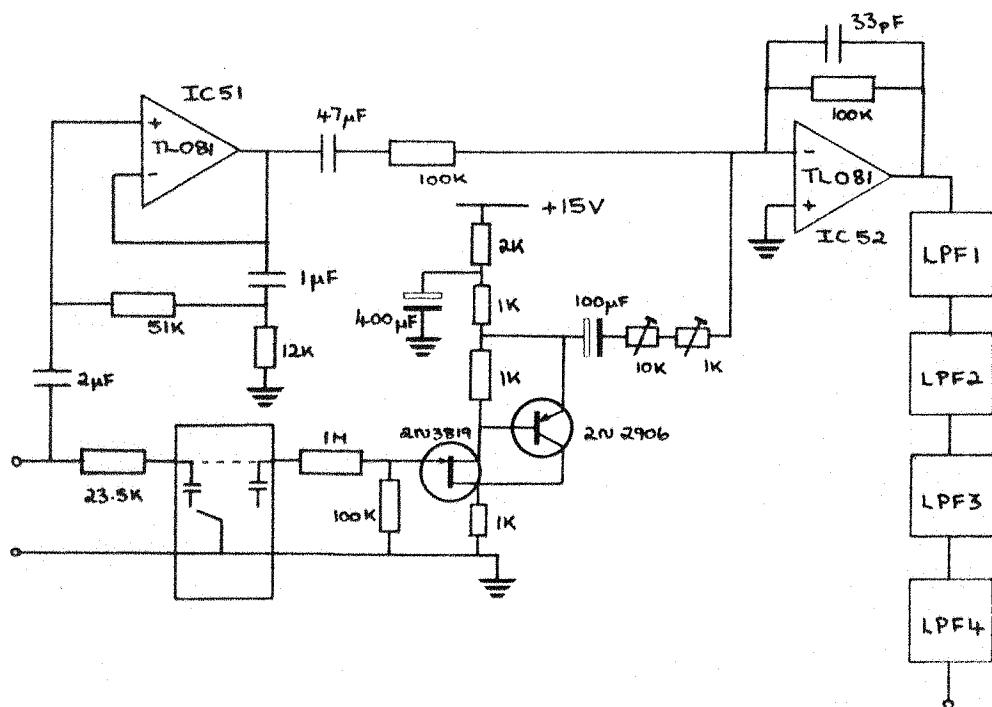 33pF
IC51
47µF
+
TL081
-
100K
100K
-
TL081
+
IC52
+15V
2K
1µF
400µF
1K
100µF
LPF1
51K
12K
10K
1K
1K
2µF
2N3819
2N2906
LPF2
1M
23.5K
100K
1K
LPF3
LPF4